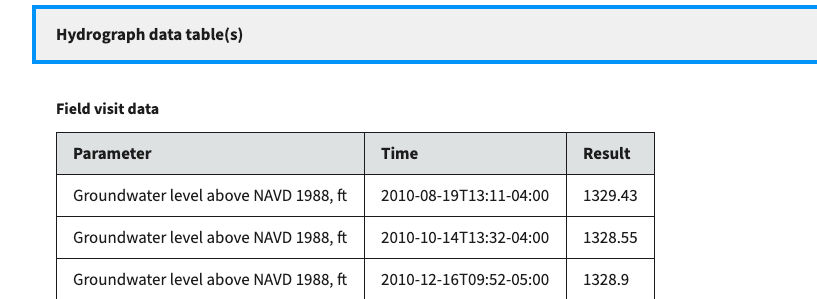 Hydrograph data table(s)
Field visit data
Parameter Time Result
Groundwater level above NAVD 1988, ft 2010-08-19T13:11-04:00 1329.43
Groundwater level above NAVD 1988, ft 2010-10-14T13:32-04:00 1328.55
Groundwater level above NAVD 1988, ft 2010-12-16T09:52-05:00 1328.9